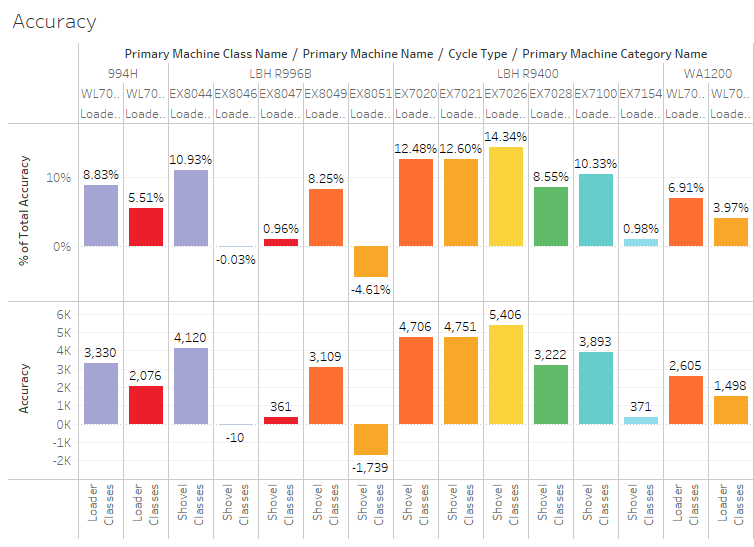 Accuracy
Primary Machine Class Name / Primary Machine Name / Cycle Type / Primary Machine Category Name
994H LBH R996B LBH R9400 WA1200
WL70.. WL70.. EX8044 EX8046 EX8047 EX8049 EX8051 EX7020 EX7021 EX7026 EX7028 EX7100 EX7154 WL70.. WL70..
Loade.. Loade.. Loade.. Loade.. Loade.. Loade.. Loade.. Loade.. Loade.. Loade.. Loade.. Loade.. Loade.. Loade.. Loade..
% of Total Accuracy
10%
0%
8.83% 5.51% 10.93% -0.03% 0.96% 8.25% -4.61% 12.48% 12.60% 14.34% 8.55% 10.33% 0.98% 6.91% 3.97%
Accuracy
6K
5K
4K
3K
2K
1K
0K
-1K
-2K
3,330 2,076 4,120 -10 361 3,109 -1,739 4,706 4,751 5,406 3,222 3,893 371 2,605 1,498
Loader Classes
Loader Classes
Shovel Classes
Shovel Classes
Shovel Classes
Shovel Classes
Shovel Classes
Shovel Classes
Shovel Classes
Shovel Classes
Shovel Classes
Shovel Classes
Shovel Classes
Loader Classes
Loader Classes